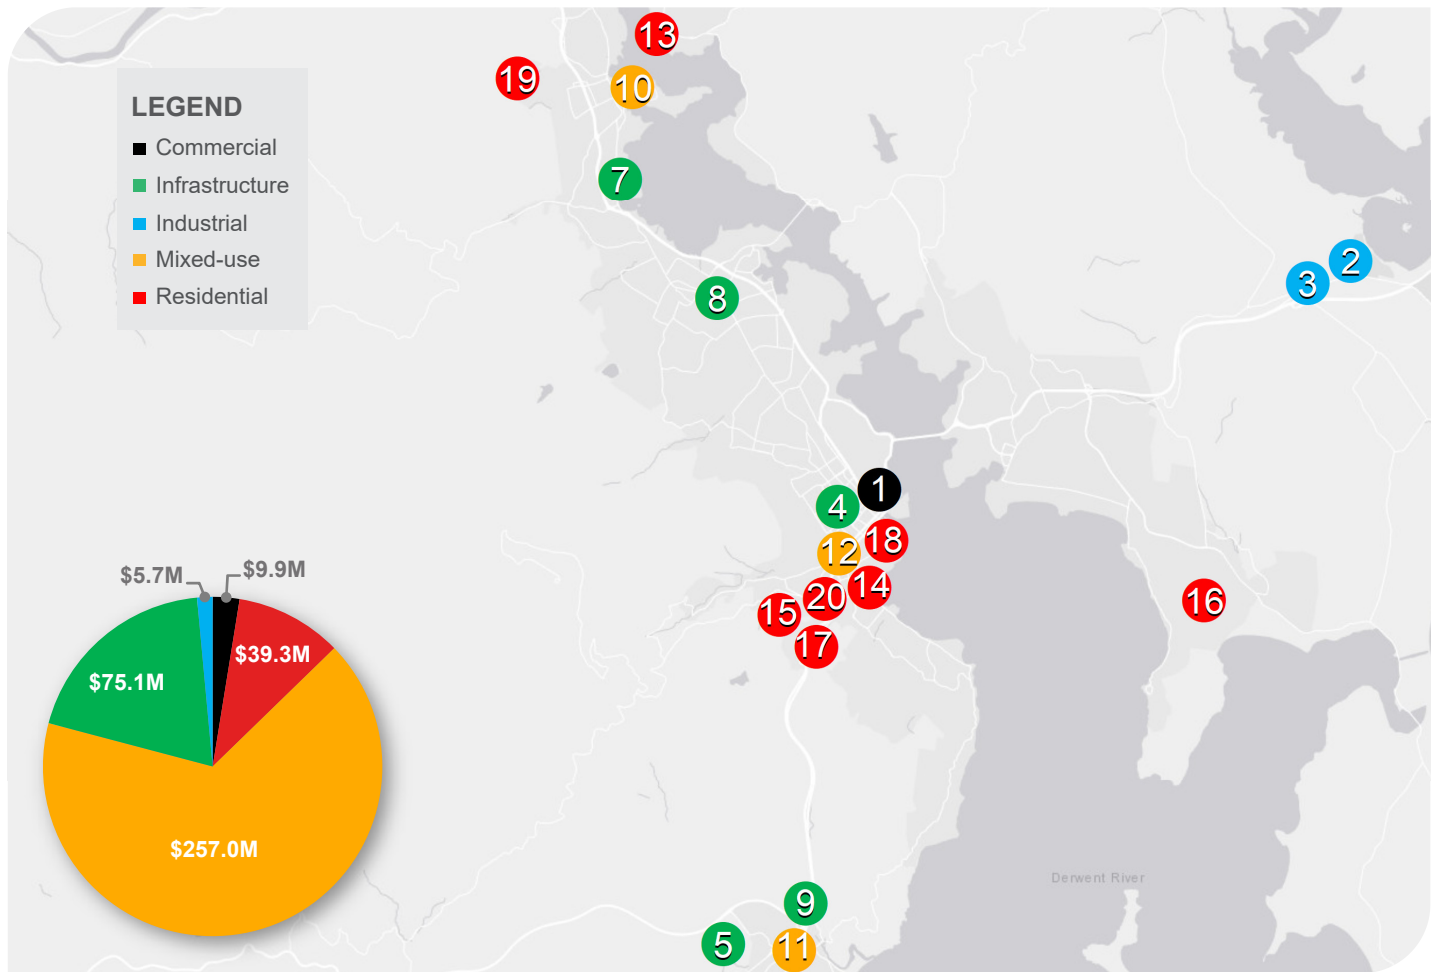 13
19
10
LEGEND
Commercial
Infrastructure
Industrial
Mixed-use
Residential
7
2
3
8
1
4
18
12
14
20
15
16
17
$5.7M
$9.9M
$39.3M
$75.1M
$257.0M
Derwent River
9
5
11